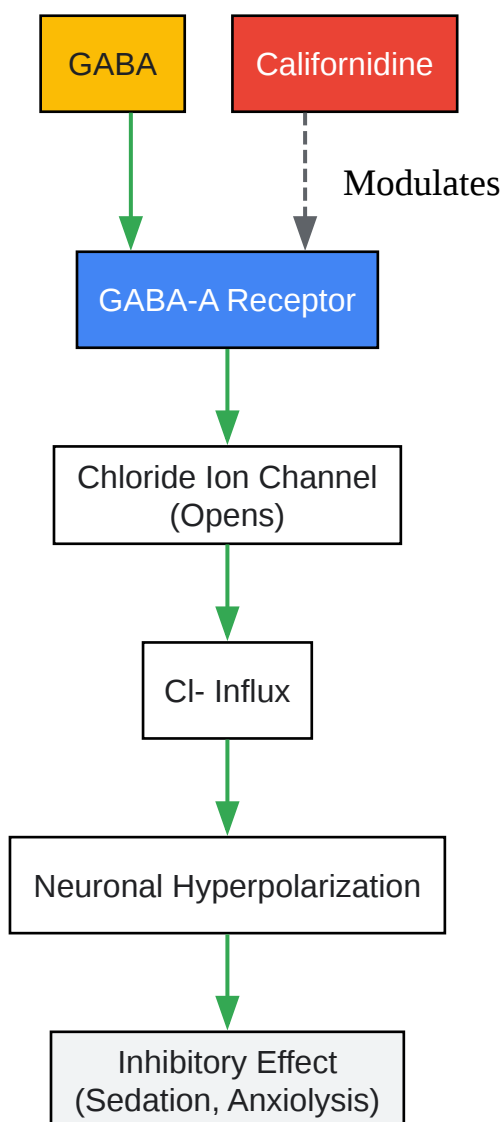 GABA
Californidine
Modulates
GABA-A Receptor
Chloride Ion Channel
(Opens)
Cl- Influx
Neuronal Hyperpolarization
Inhibitory Effect
(Sedation, Anxiolysis)